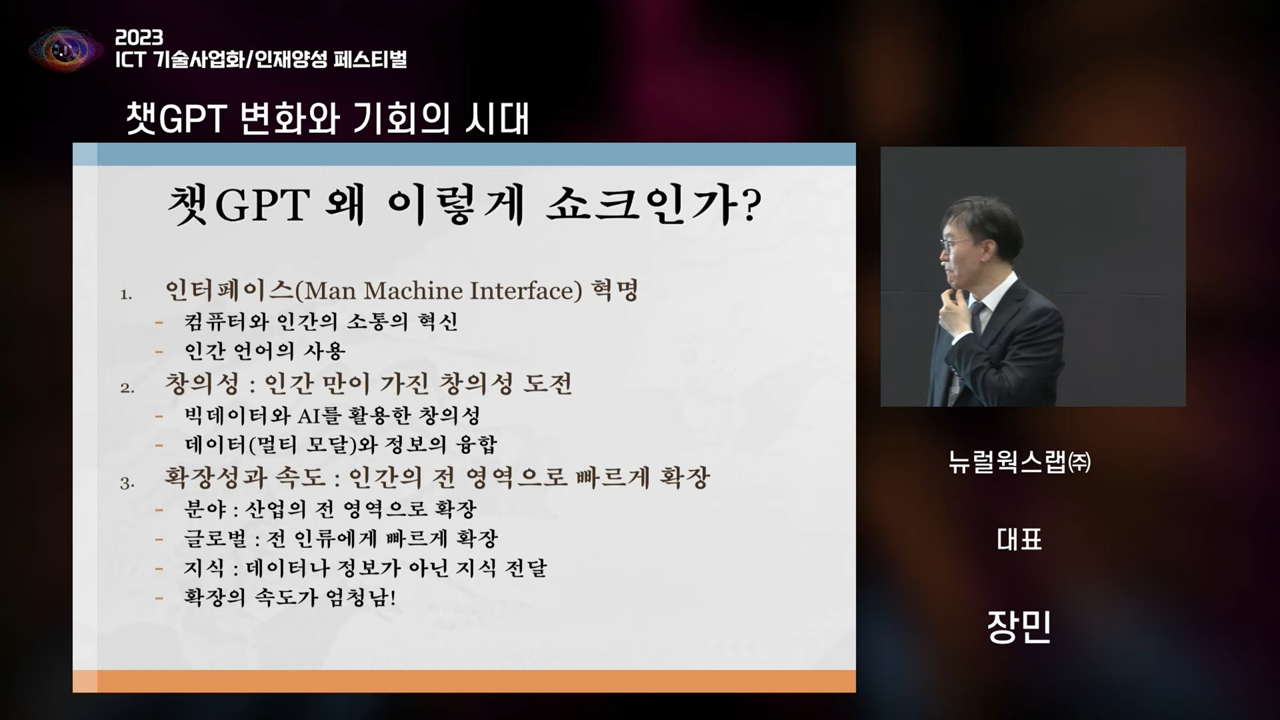 2023
ICT 기술사업화/인재양성 페스티벌
챗GPT 변화와 기회의 시대
챗GPT 왜 이렇게 쇼크인가?
1. 인터페이스(Man Machine Interface) 혁명
- 컴퓨터와 인간의 소통의 혁신
- 인간 언어의 사용
2. 창의성 : 인간 만이 가진 창의성 도전
- 빅데이터와 AI를 활용한 창의성
- 데이터(멀티 모달)와 정보의 융합
3. 확장성과 속도 : 인간의 전 영역으로 빠르게 확장
- 분야 : 산업의 전 영역으로 확장
- 글로벌 : 전 인류에게 빠르게 확장
- 지식 : 데이터나 정보가 아닌 지식 전달
- 확장의 속도가 엄청남!
뉴럴웍스랩㈜
대표
장민